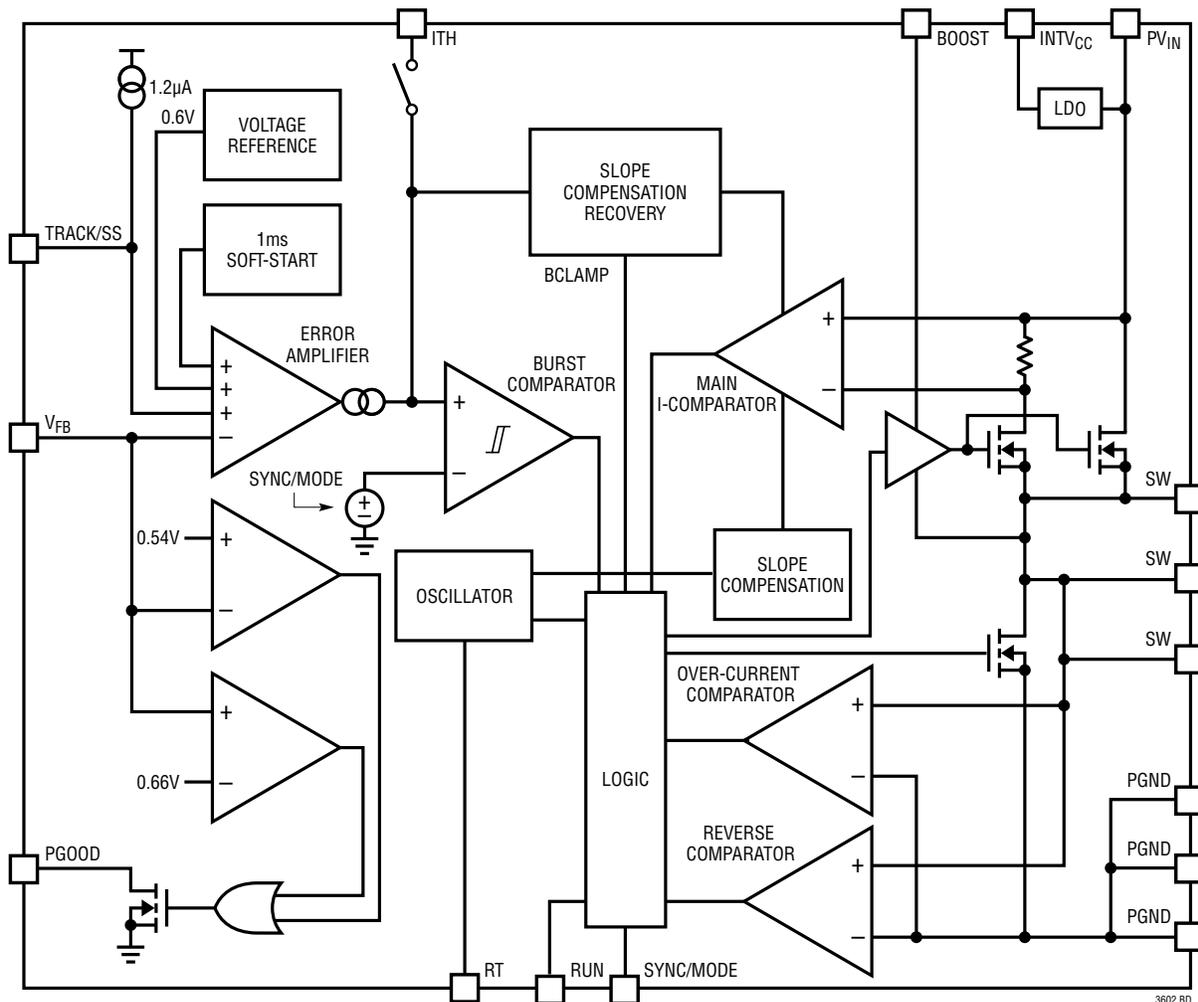 ITH
BOOST
INTVCC
PVIN
1.2µA
0.6V
VOLTAGE
REFERENCE
LDO
SLOPE
COMPENSATION
RECOVERY
TRACK/SS
1ms
SOFT-START
BCLAMP
ERROR
AMPLIFIER
+
+
+
–
BURST
COMPARATOR
+
–
MAIN
I-COMPARATOR
+
–
VFB
SYNC/MODE
+
–
SW
0.54V
+
–
OSCILLATOR
SLOPE
COMPENSATION
SW
SW
OVER-CURRENT
COMPARATOR
+
–
0.66V
+
–
LOGIC
PGND
REVERSE
COMPARATOR
+
–
PGND
PGND
PGOOD
RT
RUN
SYNC/MODE
3602 BD